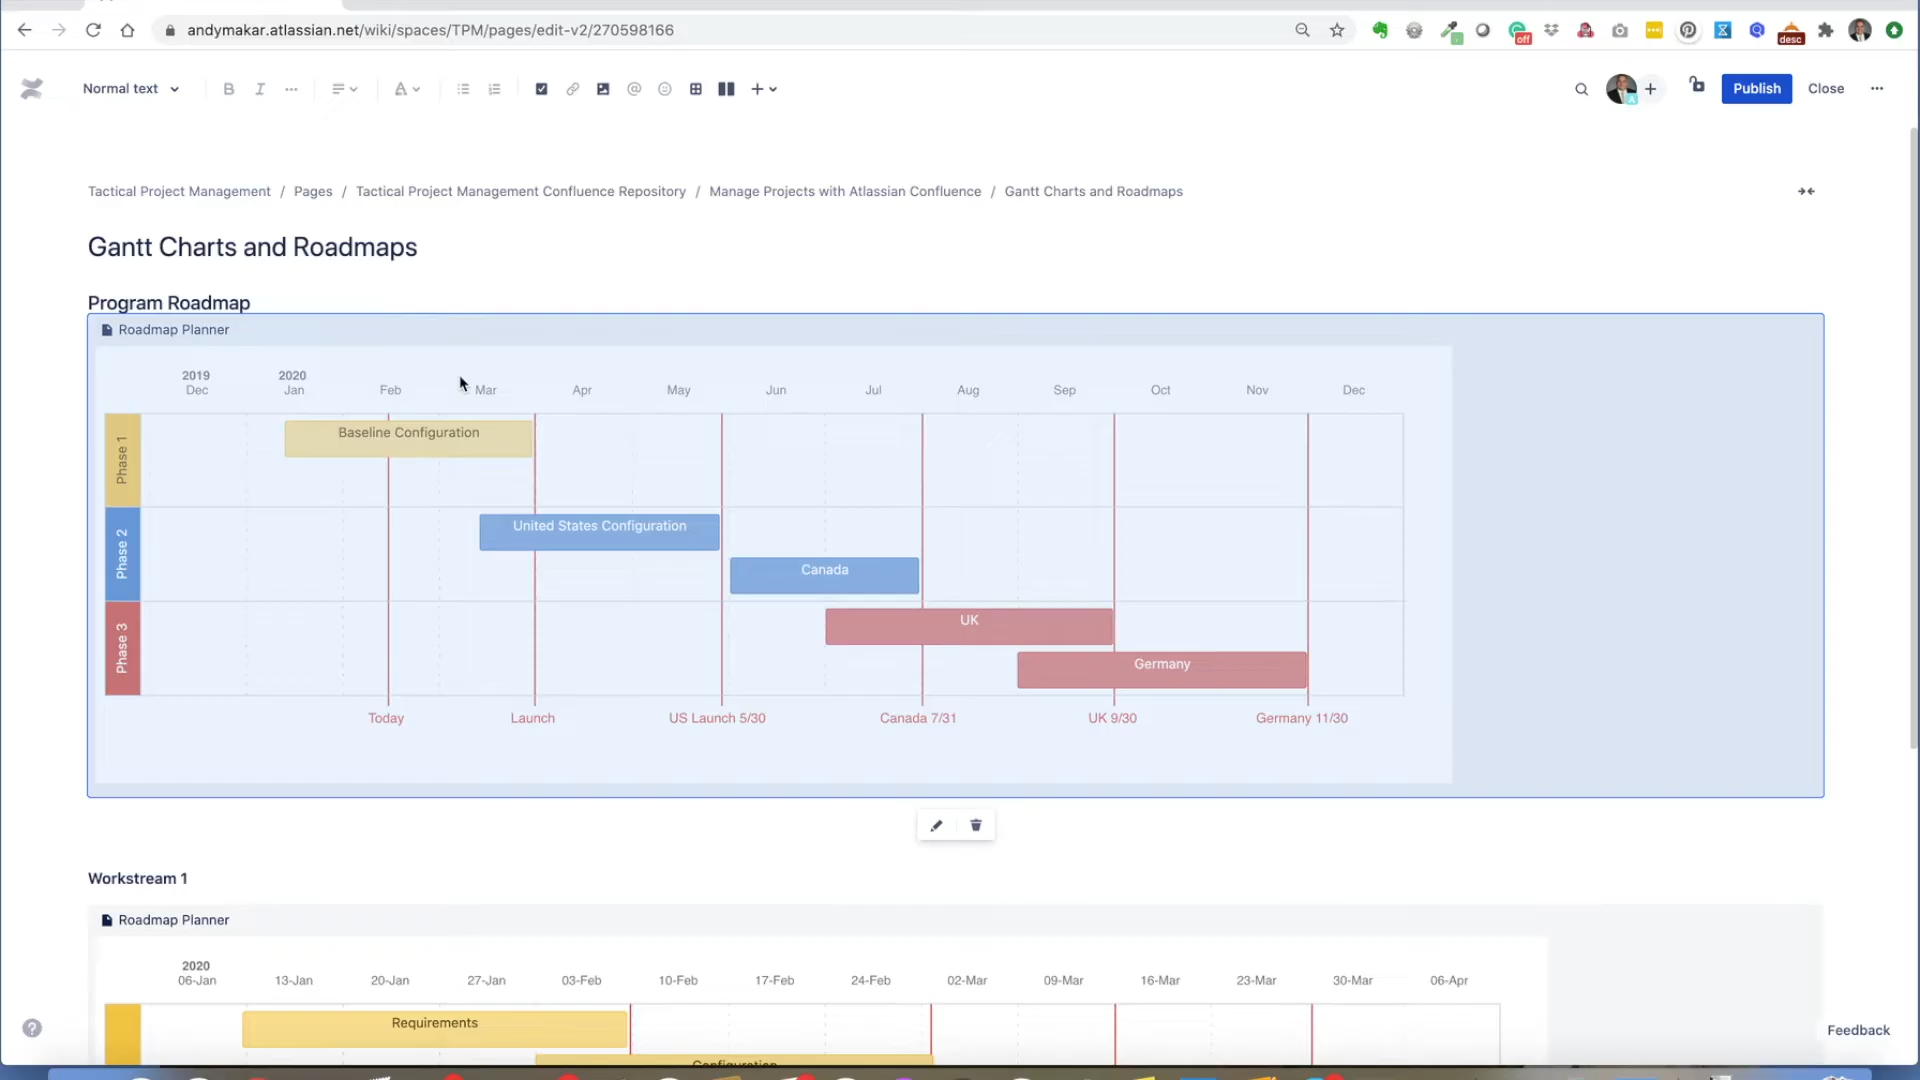 andymakar.atlassian.net/wiki/spaces/TPM/pages/edit-v2/270598166
off
desc
Normal text
B I
A
Publish
Close
Tactical Project Management / Pages / Tactical Project Management Confluence Repository / Manage Projects with Atlassian Confluence / Gantt Charts and Roadmaps
Gantt Charts and Roadmaps
Program Roadmap
Roadmap Planner
2019 2020
Dec Jan Feb Mar Apr May Jun Jul Aug Sep Oct Nov Dec
Phase 1
Baseline Configuration
Phase 2
United States Configuration
Canada
Phase 3
UK
Germany
Today Launch US Launch 5/30 Canada 7/31 UK 9/30 Germany 11/30
Workstream 1
Roadmap Planner
2020
06-Jan 13-Jan 20-Jan 27-Jan 03-Feb 10-Feb 17-Feb 24-Feb 02-Mar 09-Mar 16-Mar 23-Mar 30-Mar 06-Apr
Requirements
Configuration
Feedback